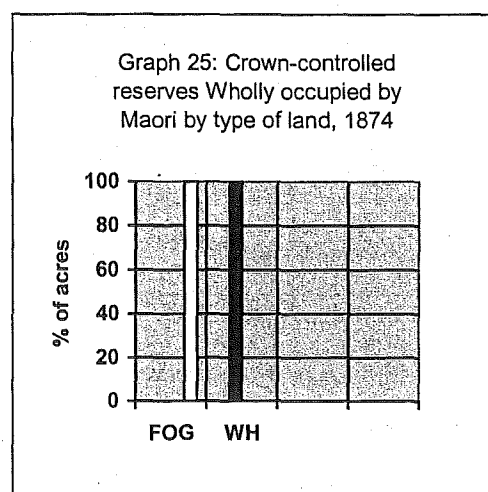 Graph 25: Crown-controlled
reserves Wholly occupied by
Maori by type of land, 1874
% of acres
100
80
60
40
20
0
FOG WH